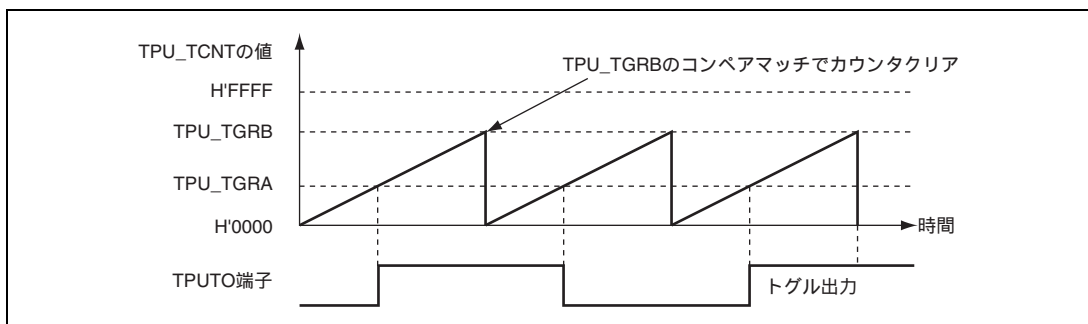 TPU_TCNTの値
TPU_TGRBのコンペアマッチでカウンタクリア
H'FFFF
TPU_TGRB
TPU_TGRA
H'0000
時間
TPUTO端子
トグル出力